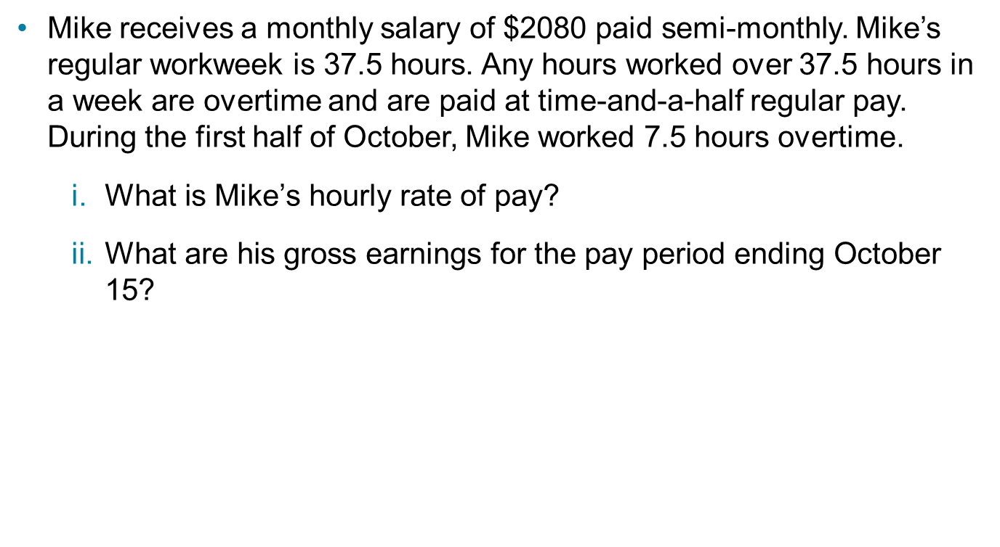 • Mike receives a monthly salary of $2080 paid semi-monthly. Mike’s
regular workweek is 37.5 hours. Any hours worked over 37.5 hours in
a week are overtime and are paid at time-and-a-half regular pay.
During the first half of October, Mike worked 7.5 hours overtime.
i. What is Mike’s hourly rate of pay?
ii. What are his gross earnings for the pay period ending October
15?